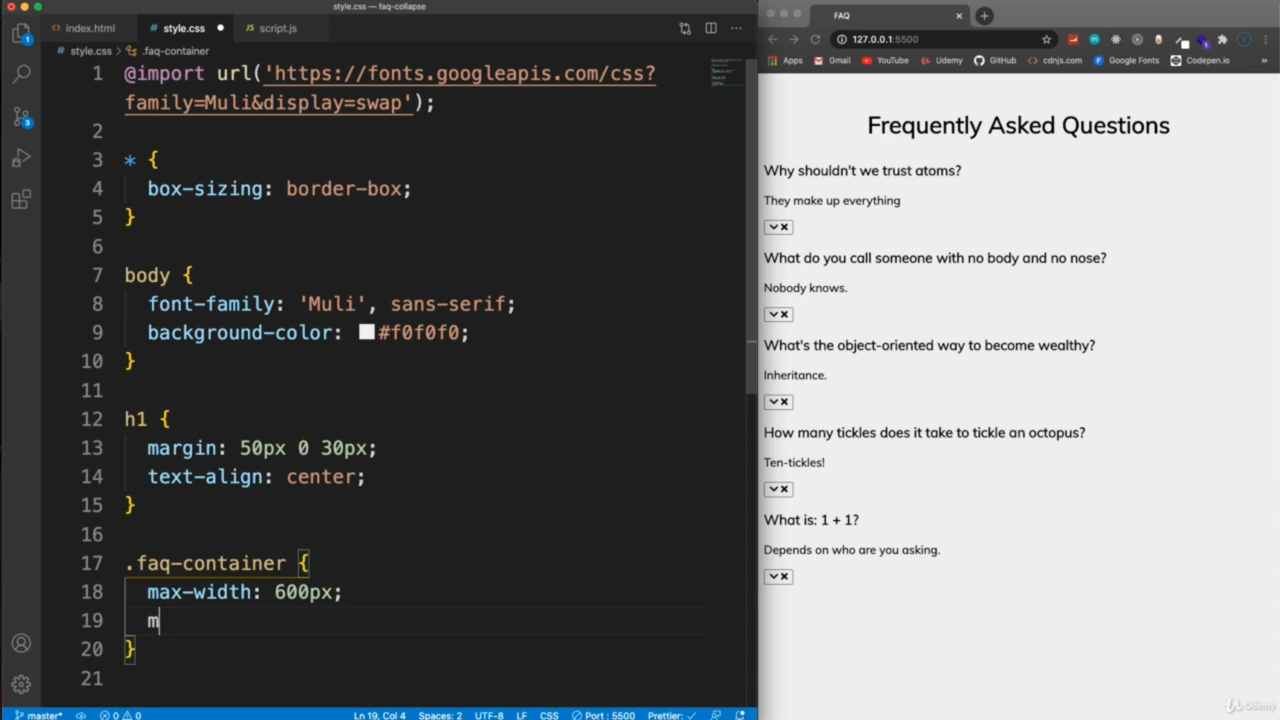 style.css — faq-collapse
index.html
style.css
script.js
style.css > .faq-container
1 @import url('https://fonts.googleapis.com/css?
family=Muli&display=swap');
2
3 * {
4 box-sizing: border-box;
5 }
6
7 body {
8 font-family: 'Muli', sans-serif;
9 background-color: #f0f0f0;
10 }
11
12 h1 {
13 margin: 50px 0 30px;
14 text-align: center;
15 }
16
17 .faq-container {
18 max-width: 600px;
19 m
20 }
21
1
3
master* 0 0 Ln 19, Col 4 Spaces: 2 UTF-8 LF CSS Port : 5500 Prettier: ✓
FAQ
127.0.0.1:5500
Apps Gmail YouTube Udemy GitHub cdnjs.com Google Fonts Codepen.io »
Frequently Asked Questions
Why shouldn't we trust atoms?
They make up everything
What do you call someone with no body and no nose?
Nobody knows.
What's the object-oriented way to become wealthy?
Inheritance.
How many tickles does it take to tickle an octopus?
Ten-tickles!
What is: 1 + 1?
Depends on who are you asking.
Udemy